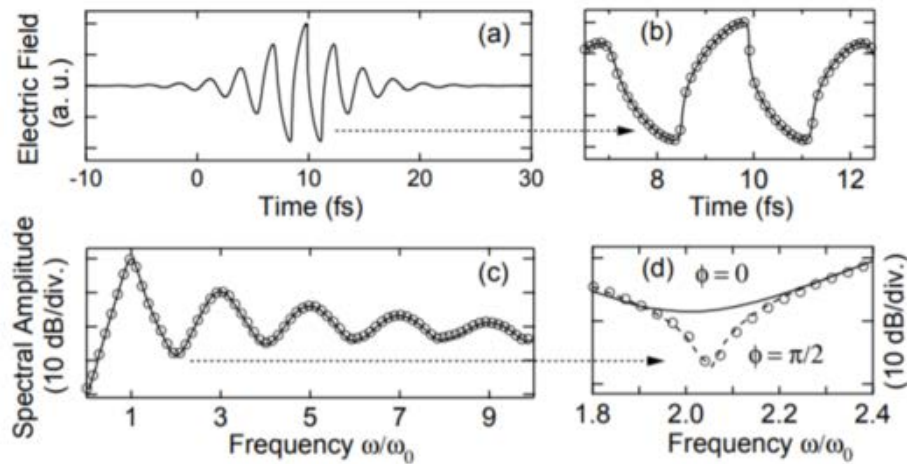 Electric Field
(a. u.)
(a)
-10 0 10 20 30
Time (fs)
(b)
8 10 12
Time (fs)
Spectral Amplitude
(10 dB/div.)
(c)
1 3 5 7 9
Frequency ω/ω₀
(d)
ϕ = 0
ϕ = π/2
1.8 2.0 2.2 2.4
Frequency ω/ω₀
(10 dB/div.)